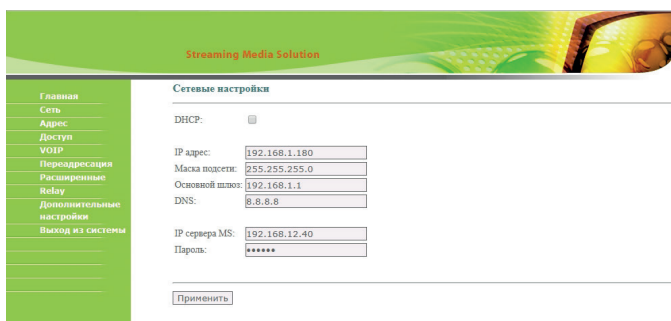 Streaming Media Solution
Главная
Сеть
Адрес
Доступ
VOIP
Переадресация
Расширенные
Relay
Дополнительные
настройки
Выход из системы
Сетевые настройки
DHCP:
IP адрес: 192.168.1.180
Маска подсети: 255.255.255.0
Основной шлюз: 192.168.1.1
DNS: 8.8.8.8
IP сервера MS: 192.168.12.40
Пароль: ••••••
Применить